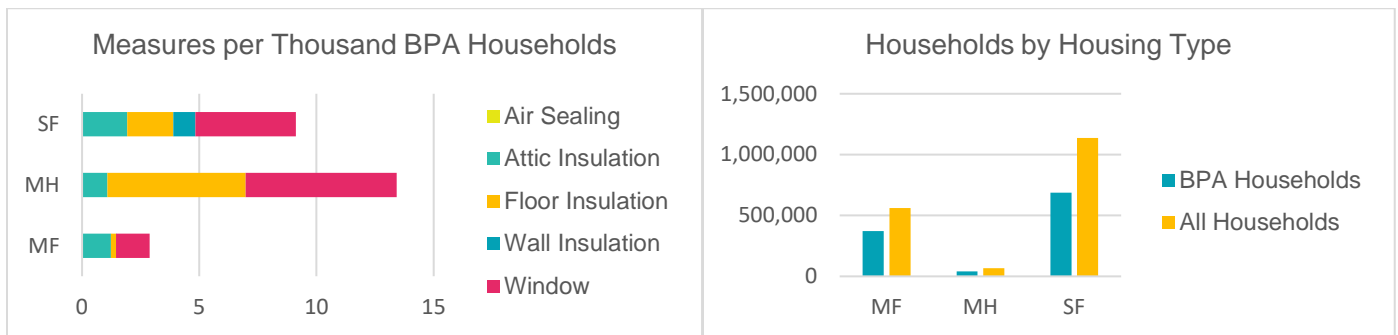 Measures per Thousand BPA Households
SF
MH
MF
0 5 10 15
Air Sealing
Attic Insulation
Floor Insulation
Wall Insulation
Window
Households by Housing Type
1,500,000
1,000,000
500,000
0
MF MH SF
BPA Households
All Households